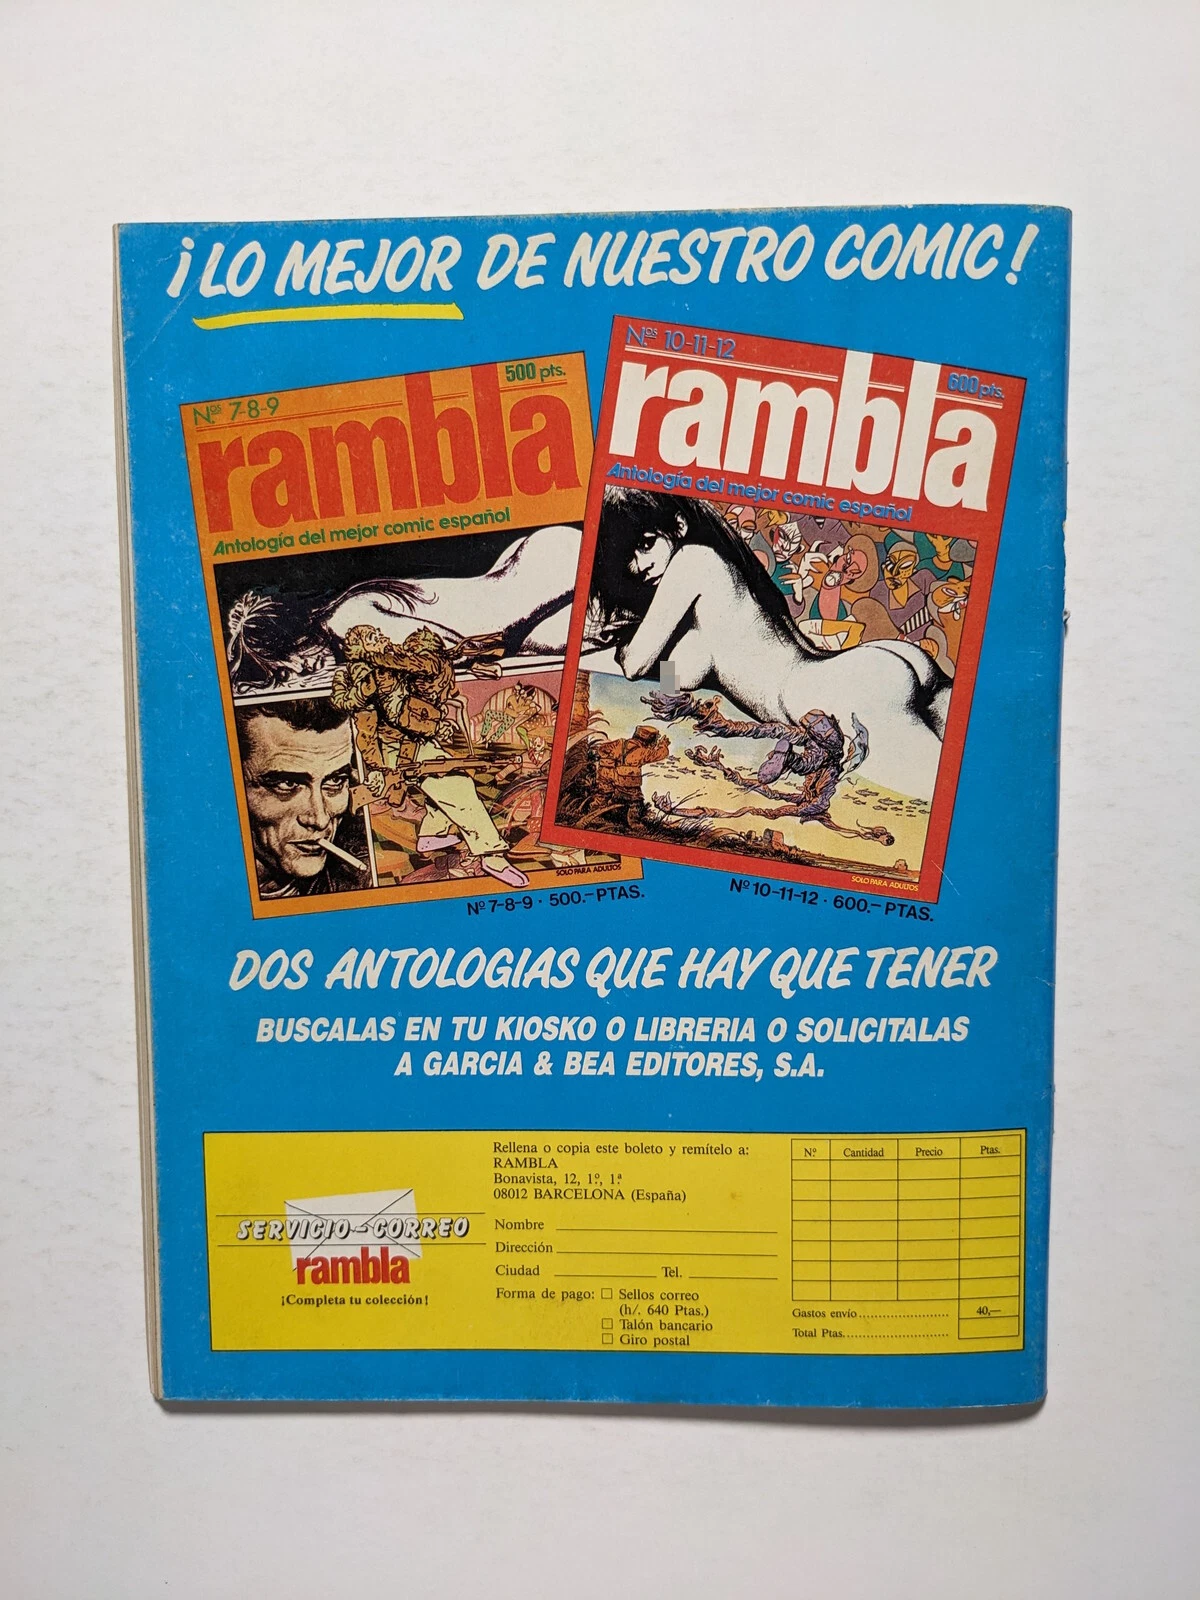 ¡LO MEJOR DE NUESTRO COMIC!
Nos. 7-8-9
500 pts.
rambla
Antología del mejor comic español
SOLO PARA ADULTOS
Nº 7-8-9 · 500.- PTAS.
Nos. 10-11-12
600 pts.
rambla
Antología del mejor comic español
SOLO PARA ADULTOS
Nº 10-11-12 · 600.- PTAS.
DOS ANTOLOGIAS QUE HAY QUE TENER
BUSCALAS EN TU KIOSKO O LIBRERIA O SOLICITALAS
A GARCIA & BEA EDITORES, S.A.
SERVICIO-CORREO
rambla
¡Completa tu colección!
Rellena o copia este boleto y remítelo a:
RAMBLA
Bonavista, 12, 1.º, 1.ª
08012 BARCELONA (España)
Nombre
Dirección
Ciudad Tel.
Forma de pago: □ Sellos correo
(h/. 640 Ptas.)
□ Talón bancario
□ Giro postal
N.º Cantidad Precio Ptas.
Gastos envío........................ 40,—
Total Ptas............................